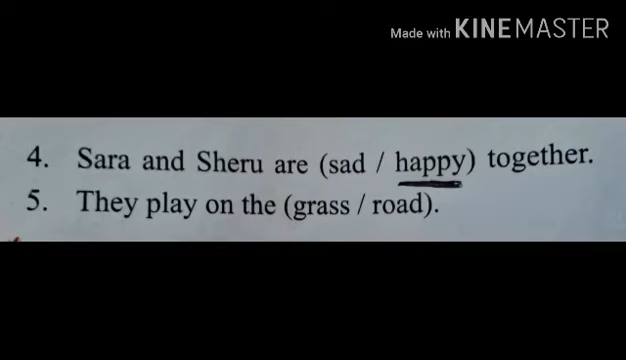 Made with KINEMASTER
4. Sara and Sheru are (sad / happy) together.
5. They play on the (grass / road).